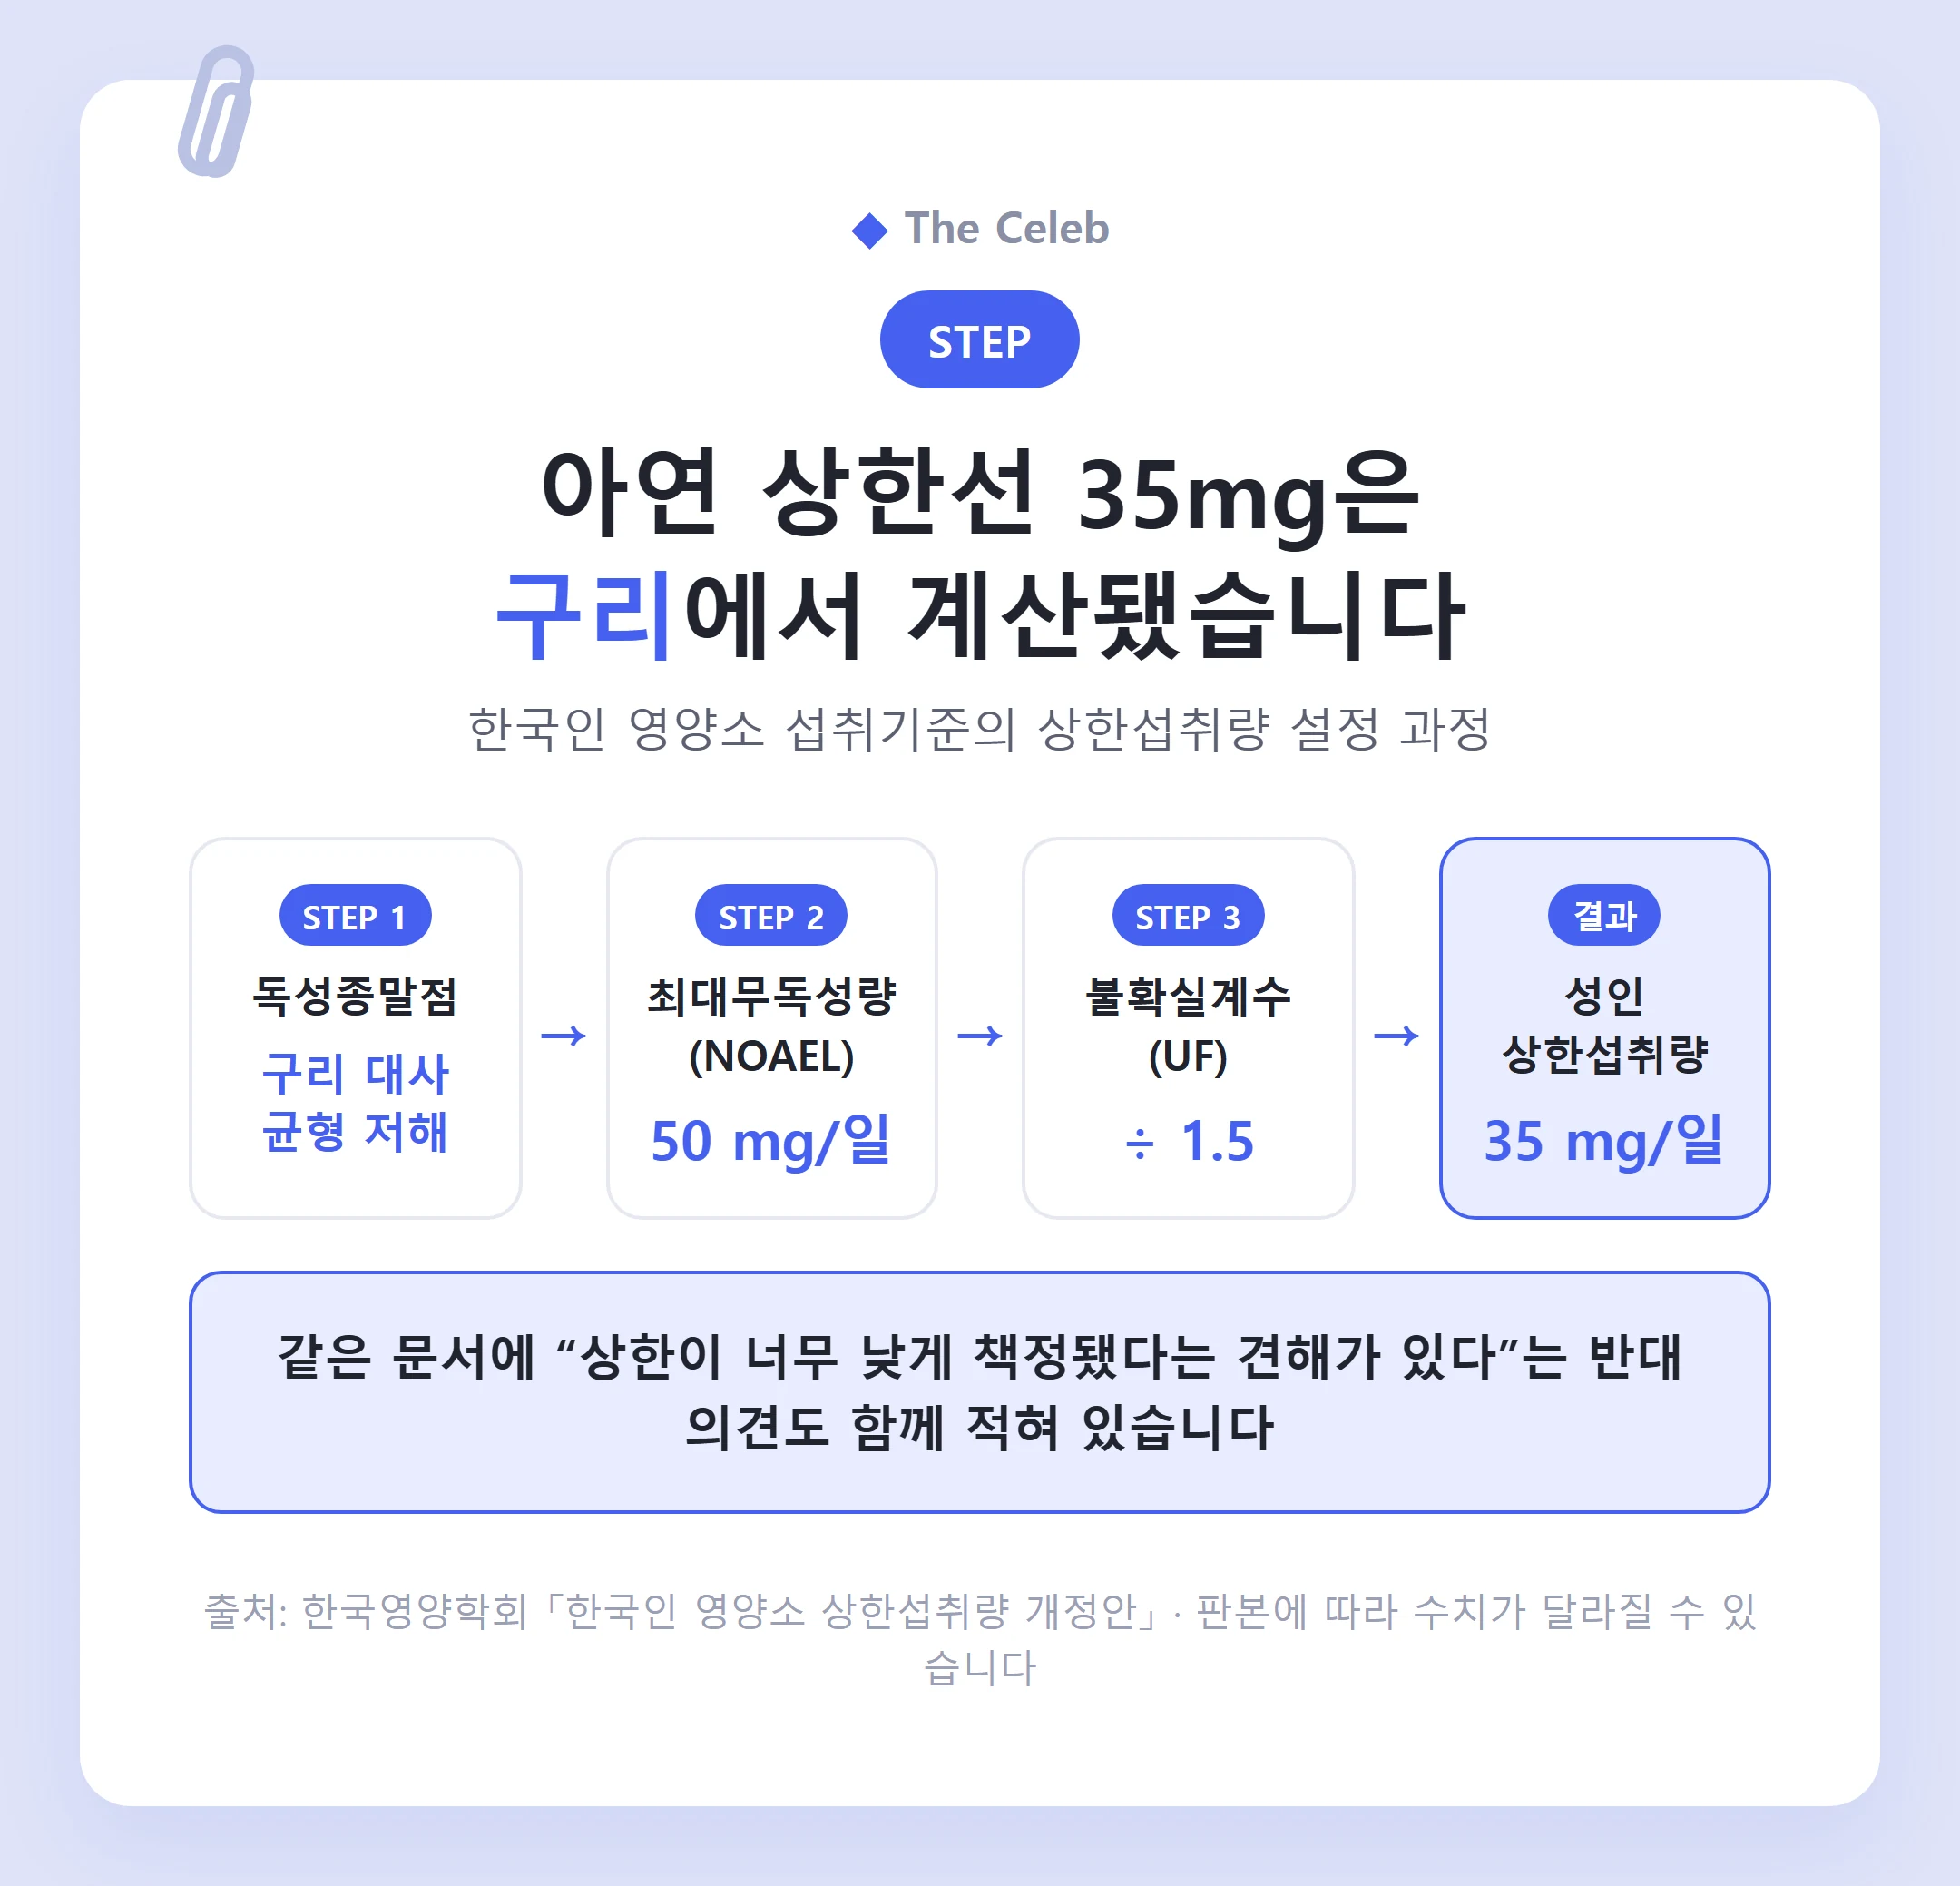 The Celeb
STEP
아연 상한선 35mg은
구리에서 계산됐습니다
한국인 영양소 섭취기준의 상한섭취량 설정 과정
STEP 1
독성종말점
구리 대사
균형 저해
→
STEP 2
최대무독성량
(NOAEL)
50 mg/일
→
STEP 3
불확실계수
(UF)
÷ 1.5
→
결과
성인
상한섭취량
35 mg/일
같은 문서에 “상한이 너무 낮게 책정됐다는 견해가 있다”는 반대
의견도 함께 적혀 있습니다
출처: 한국영양학회 「한국인 영양소 상한섭취량 개정안」 · 판본에 따라 수치가 달라질 수 있
습니다